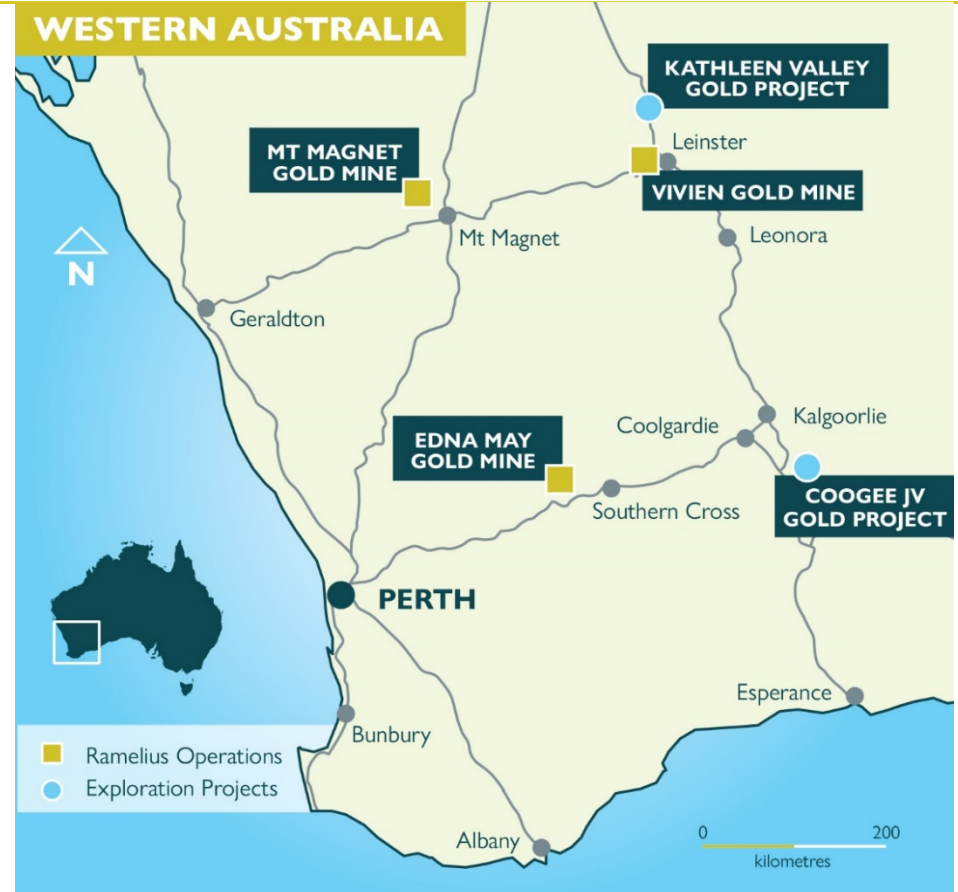 WESTERN AUSTRALIA
KATHLEEN VALLEY
GOLD PROJECT
MT MAGNET
GOLD MINE
Leinster
VIVIEN GOLD MINE
Mt Magnet
Leonora
N
Geraldton
EDNA MAY
GOLD MINE
Coolgardie
Kalgoorlie
Southern Cross
COOGEE JV
GOLD PROJECT
PERTH
Esperance
Bunbury
Ramelius Operations
Exploration Projects
Albany
0 200
kilometres